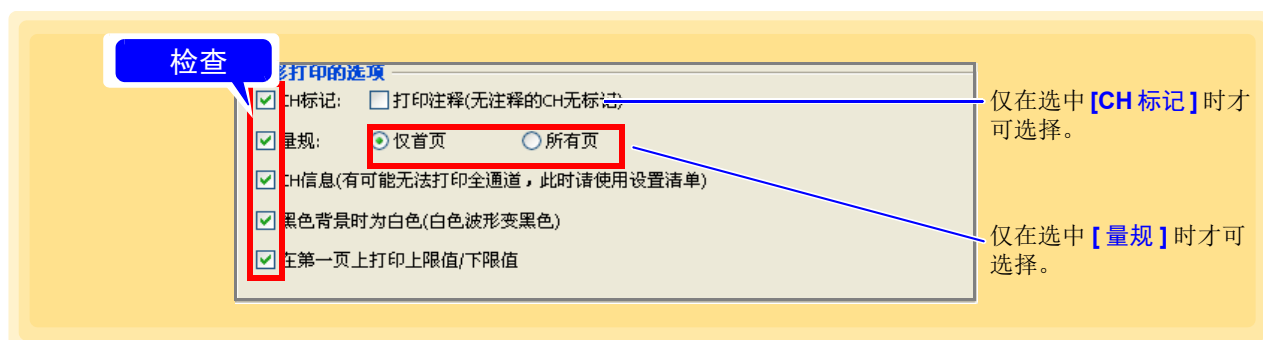 检查
形打印的选项
CH标记: 打印注释(无注释的CH无标记)
量规: 仅首页 所有页
CH信息(有可能无法打印全通道，此时请使用设置清单)
黑色背景时为白色(白色波形变黑色)
在第一页上打印上限值/下限值
仅在选中 [CH 标记 ] 时才
可选择。
仅在选中 [ 量规 ] 时才可
选择。